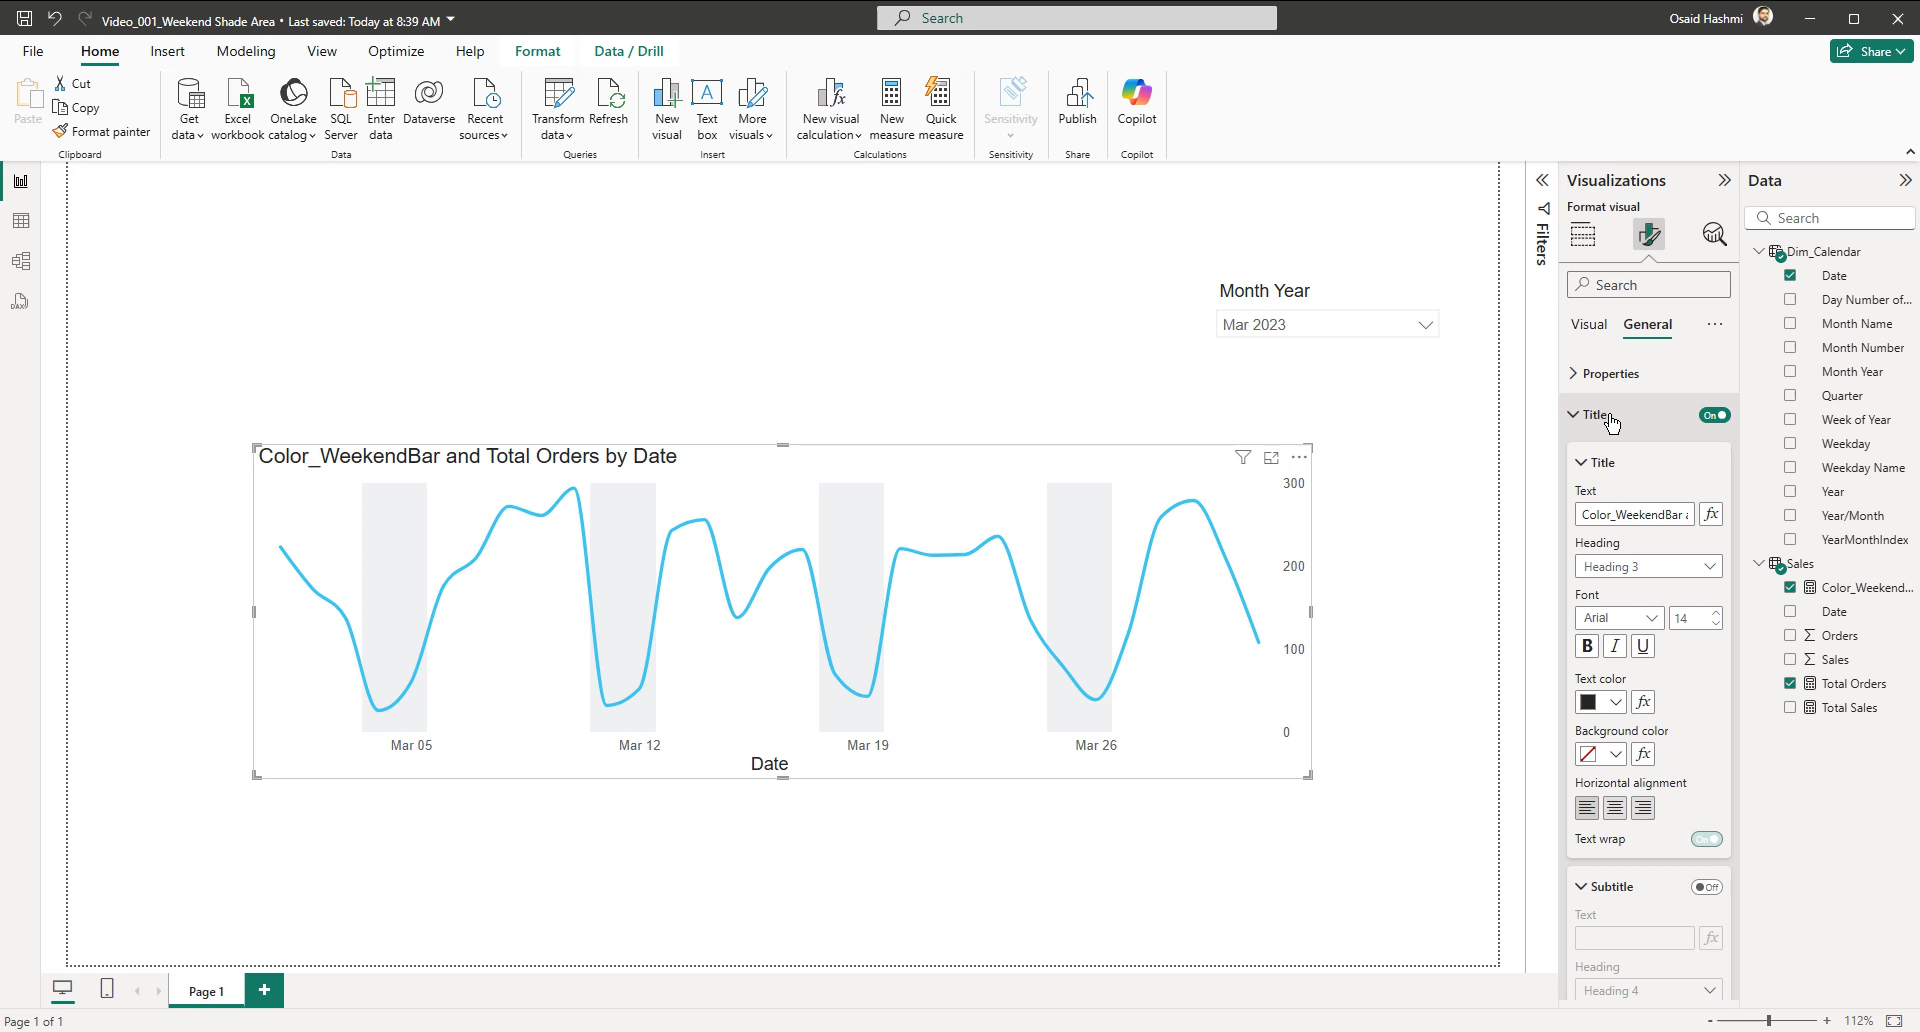 Video_001_Weekend Shade Area • Last saved: Today at 8:39 AM
Search
Osaid Hashmi
File
Home
Insert
Modeling
View
Optimize
Help
Format
Data / Drill
Share
Paste
Cut
Copy
Format painter
Clipboard
Get data
Excel workbook
OneLake catalog
SQL Server
Enter data
Dataverse
Recent sources
Data
Transform data
Refresh
Queries
New visual
Text box
More visuals
Insert
New visual calculation
New measure
Quick measure
Calculations
Sensitivity
Sensitivity
Publish
Share
Copilot
Copilot
DAX
Month Year
Mar 2023
Color_WeekendBar and Total Orders by Date
300
200
100
0
Mar 05
Mar 12
Mar 19
Mar 26
Date
Filters
Visualizations
Format visual
Search
Visual
General
Properties
Title
On
Title
Text
Color_WeekendBar
fx
Heading
Heading 3
Font
Arial
14
B
I
U
Text color
fx
Background color
fx
Horizontal alignment
Text wrap
On
Subtitle
Off
Text
fx
Heading
Heading 4
Data
Search
Dim_Calendar
Date
Day Number of...
Month Name
Month Number
Month Year
Quarter
Week of Year
Weekday
Weekday Name
Year
Year/Month
YearMonthIndex
Sales
Color_Weekend...
Date
Σ Orders
Σ Sales
Total Orders
Total Sales
Page 1
+
Page 1 of 1
- + 112%